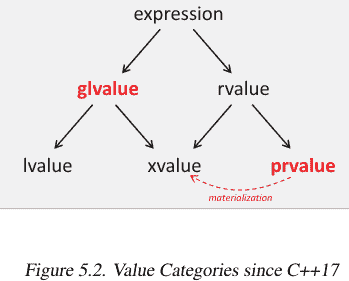 expression
glvalue rvalue
lvalue xvalue prvalue
materialization
Figure 5.2. Value Categories since C++17